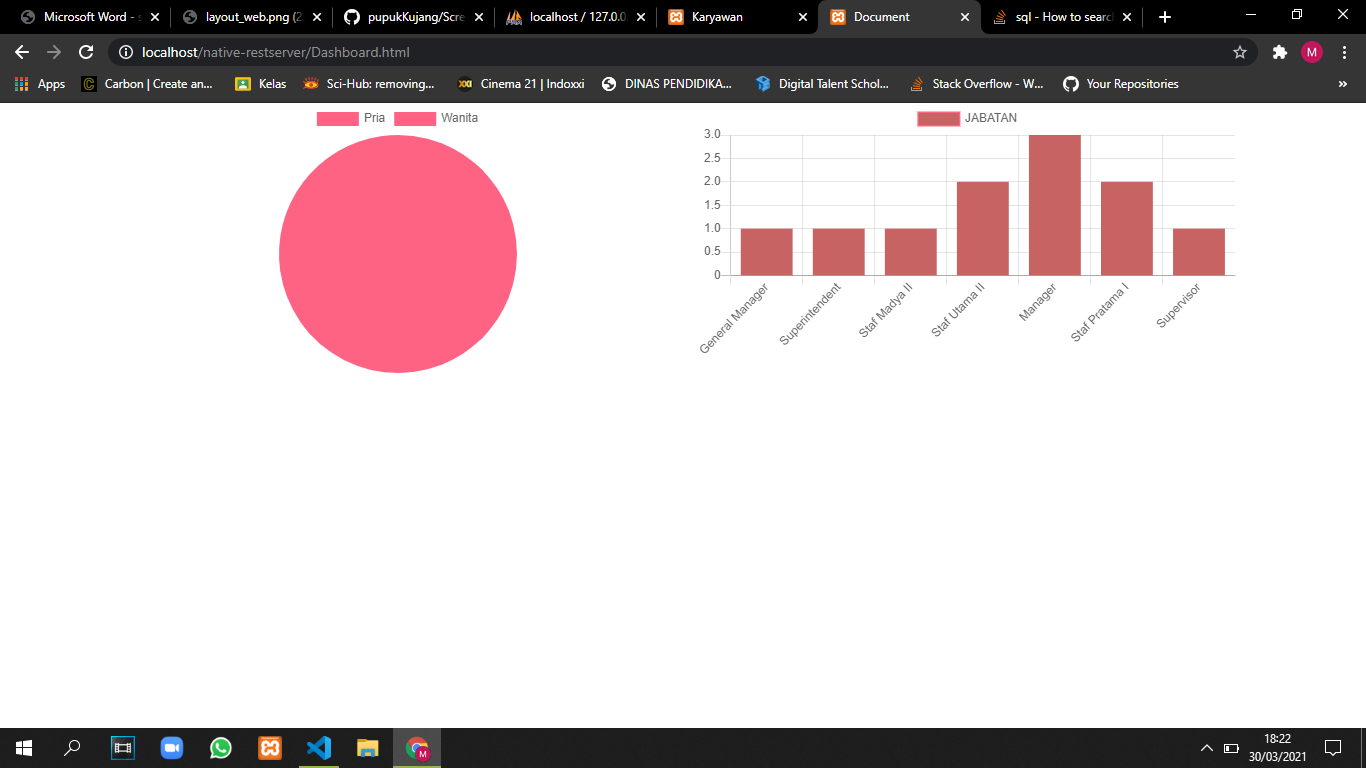 Microsoft Word - s
layout_web.png (2
pupukKujang/Scre
localhost / 127.0.0
Karyawan
Document
sql - How to search
localhost/native-restserver/Dashboard.html
M
Apps
Carbon | Create an...
Kelas
Sci-Hub: removing...
XXI
Cinema 21 | Indoxxi
DINAS PENDIDIKA...
Digital Talent Schol...
Stack Overflow - W...
Your Repositories
»
Pria
Wanita
JABATAN
3.0
2.5
2.0
1.5
1.0
0.5
0
General Manager
Superintendent
Staf Madya II
Staf Utama II
Manager
Staf Pratama I
Supervisor
M
18:22
30/03/2021